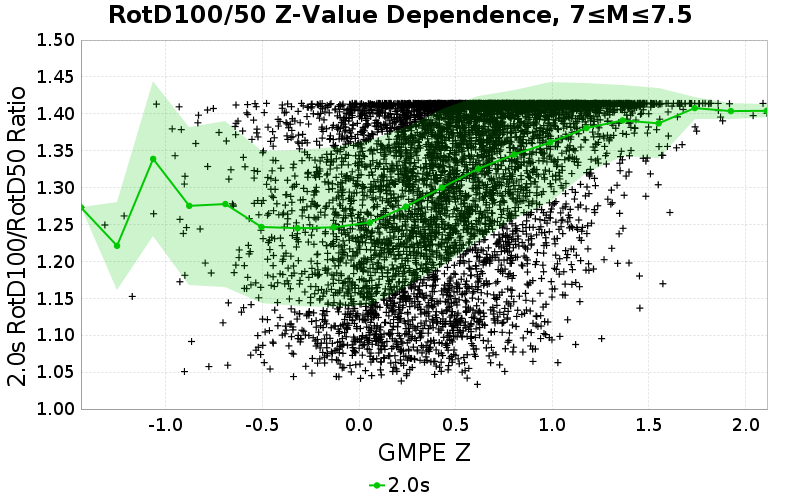 RotD100/50 Z-Value Dependence, 7≤M≤7.5
2.0s RotD100/RotD50 Ratio
1.50
1.45
1.40
1.35
1.30
1.25
1.20
1.15
1.10
1.05
1.00
-1.0 -0.5 0.0 0.5 1.0 1.5 2.0
GMPE Z
2.0s